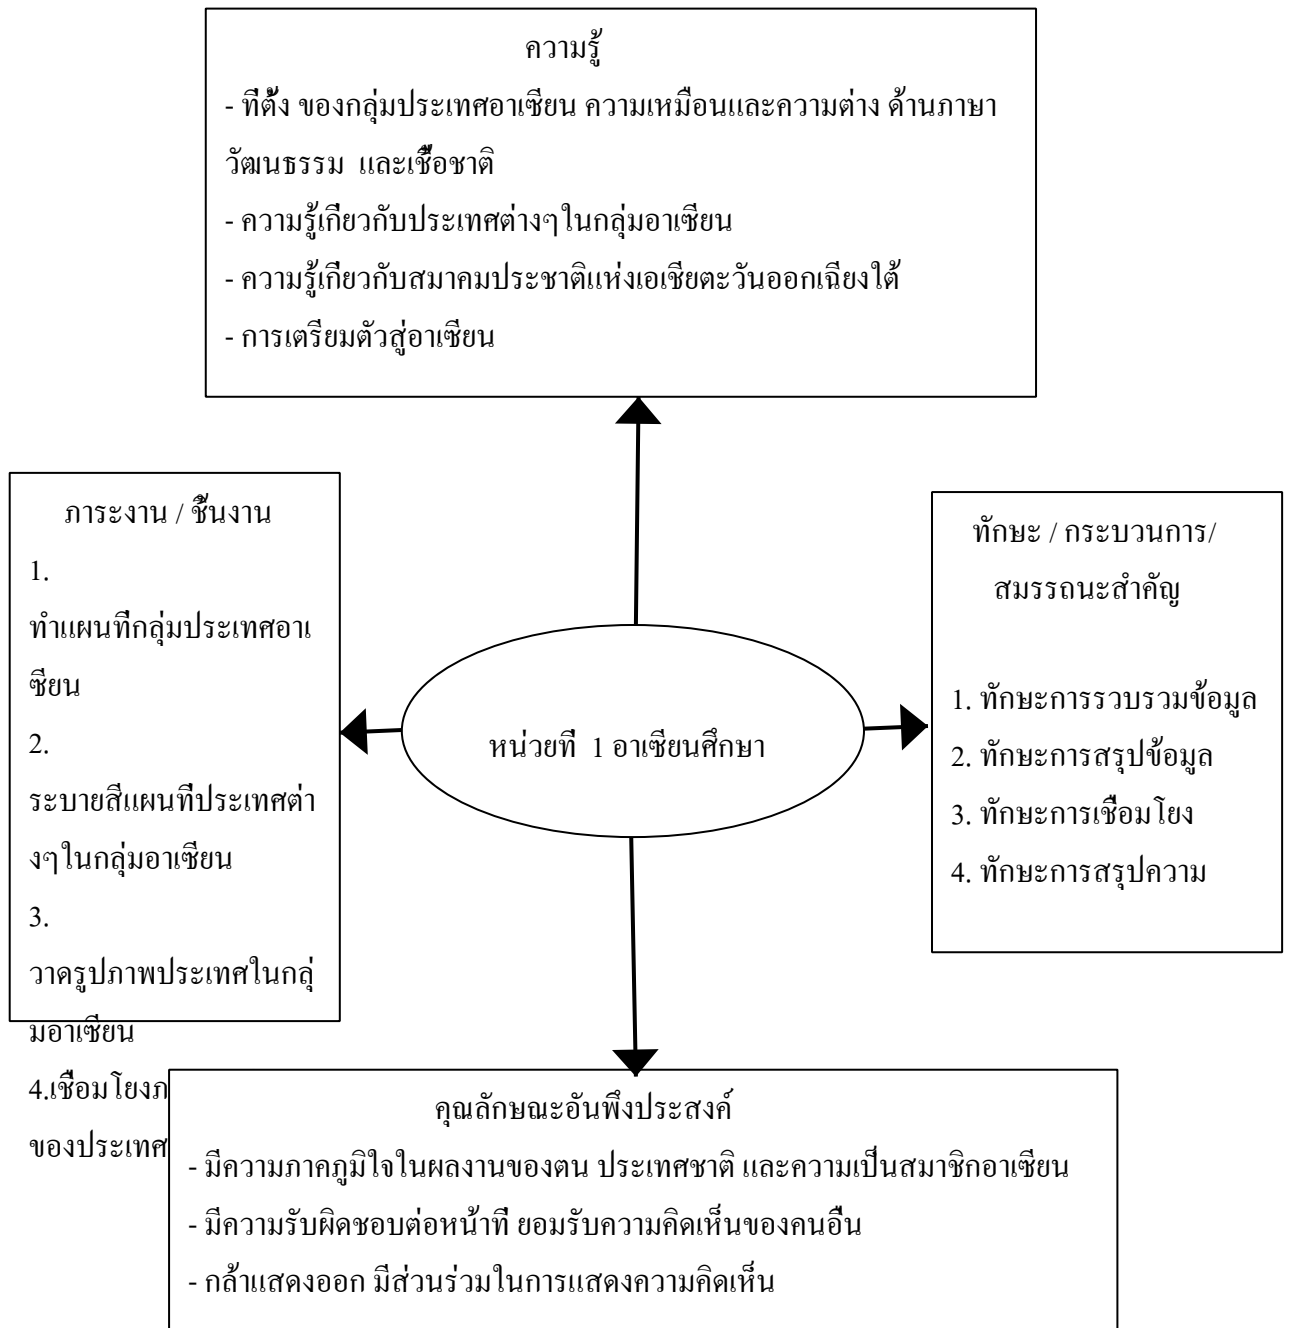 ความรู้
- ที่ตั้ง ของกลุ่มประเทศอาเซียน ความเหมือนและความต่าง ด้านภาษา
วัฒนธรรม และเชื้อชาติ
- ความรู้เกี่ยวกับประเทศต่างๆในกลุ่มอาเซียน
- ความรู้เกี่ยวกับสมาคมประชาติแห่งเอเชียตะวันออกเฉียงใต้
- การเตรียมตัวสู่อาเซียน
ภาระงาน / ชิ้นงาน
1.
ทำแผนที่กลุ่มประเทศอาเ
ซียน
2.
ระบายสีแผนที่ประเทศต่า
งๆในกลุ่มอาเซียน
3.
วาดรูปภาพประเทศในกลุ่
มอาเซียน
4.เชื่อมโยงภ
ของประเทศ
หน่วยที่ 1 อาเซียนศึกษา
ทักษะ / กระบวนการ/
สมรรถนะสำคัญ
1. ทักษะการรวบรวมข้อมูล
2. ทักษะการสรุปข้อมูล
3. ทักษะการเชื่อมโยง
4. ทักษะการสรุปความ
คุณลักษณะอันพึงประสงค์
- มีความภาคภูมิใจในผลงานของตน ประเทศชาติ และความเป็นสมาชิกอาเซียน
- มีความรับผิดชอบต่อหน้าที่ ยอมรับความคิดเห็นของคนอื่น
- กล้าแสดงออก มีส่วนร่วมในการแสดงความคิดเห็น